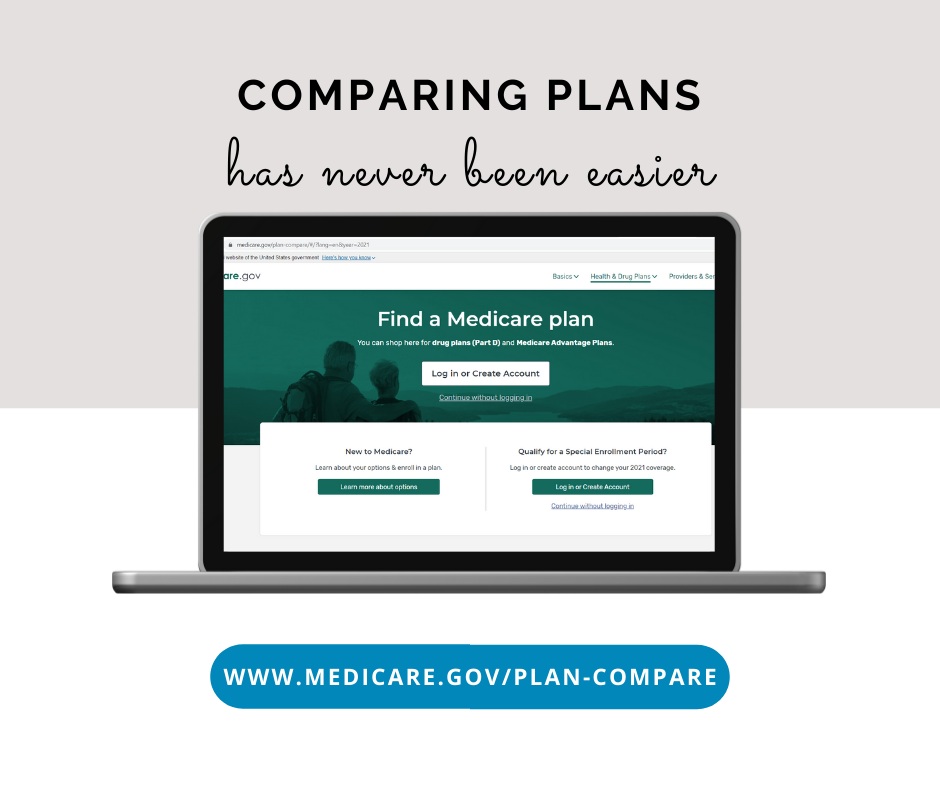 COMPARING PLANS
has never been easier
medicare.gov/plan-compare/#/?lang=en&year=2021
website of the United States government Here's how you know
are.gov
Basics Health & Drug Plans Providers & Ser
Find a Medicare plan
You can shop here for drug plans (Part D) and Medicare Advantage Plans.
Log in or Create Account
Continue without logging in
New to Medicare?
Learn about your options & enroll in a plan.
Learn more about options
Qualify for a Special Enrollment Period?
Log in or create account to change your 2021 coverage.
Log in or Create Account
Continue without logging in
WWW.MEDICARE.GOV/PLAN-COMPARE